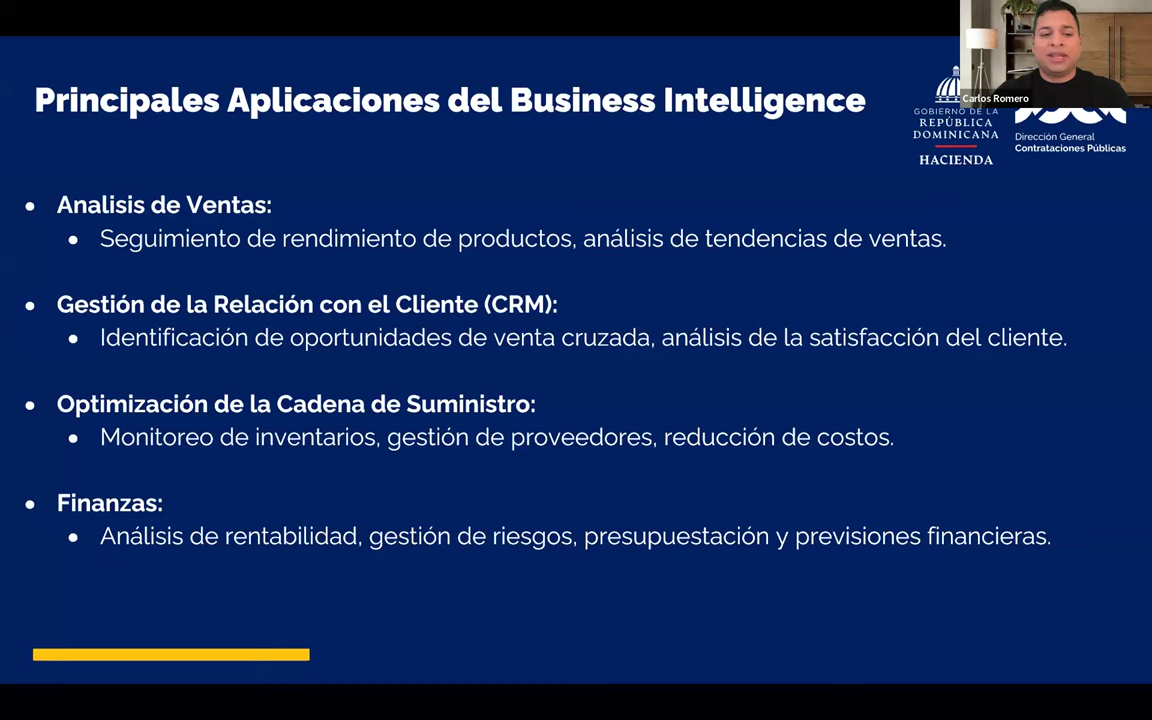 Principales Aplicaciones del Business Intelligence
Carlos Romero
GOBIERNO DE LA
REPÚBLICA
DOMINICANA
HACIENDA
Dirección General
Contrataciones Públicas
• Analisis de Ventas:
• Seguimiento de rendimiento de productos, análisis de tendencias de ventas.
• Gestión de la Relación con el Cliente (CRM):
• Identificación de oportunidades de venta cruzada, análisis de la satisfacción del cliente.
• Optimización de la Cadena de Suministro:
• Monitoreo de inventarios, gestión de proveedores, reducción de costos.
• Finanzas:
• Análisis de rentabilidad, gestión de riesgos, presupuestación y previsiones financieras.